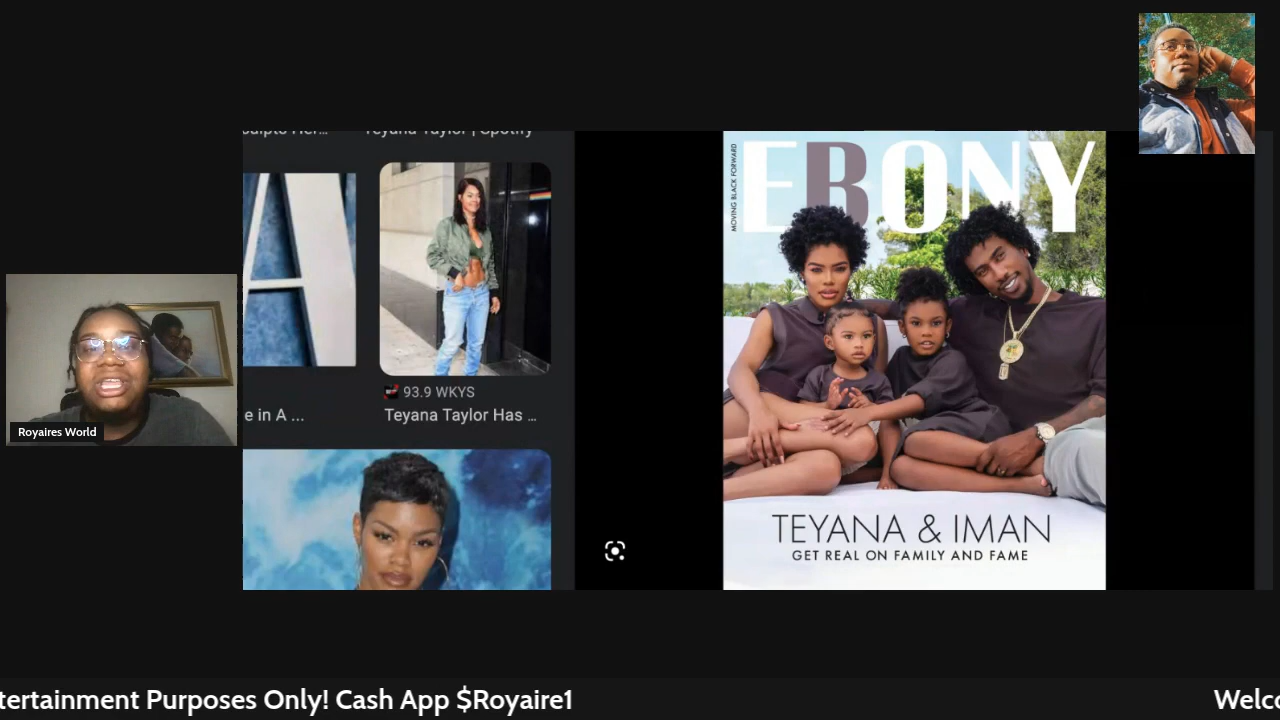 Teyana Taylor | Spotify
MOVING BLACK FORWARD
EBONY
A
93.9 WKYS
e in A ...
Teyana Taylor Has ...
Royaires World
TEYANA & IMAN
GET REAL ON FAMILY AND FAME
tertainment Purposes Only! Cash App $Royaire1
Welco